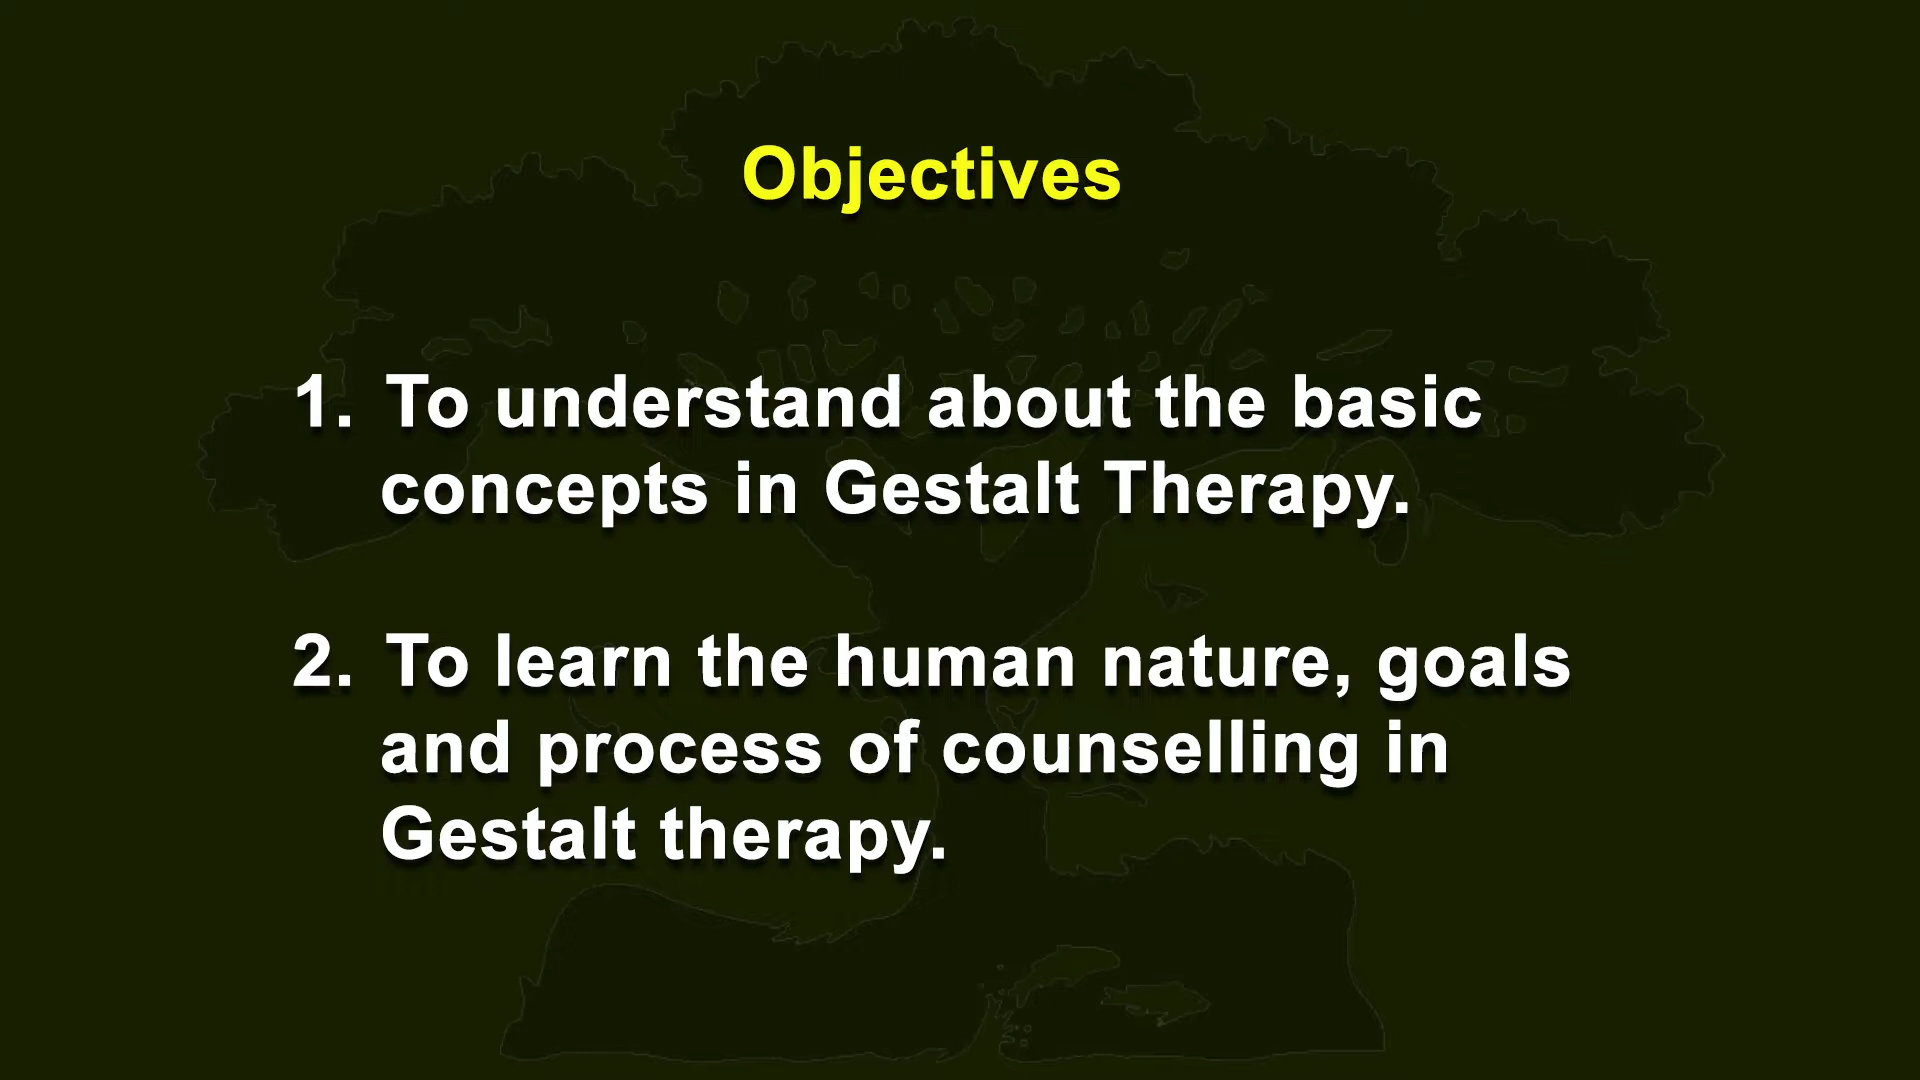 Objectives
1. To understand about the basic
concepts in Gestalt Therapy.
2. To learn the human nature, goals
and process of counselling in
Gestalt therapy.